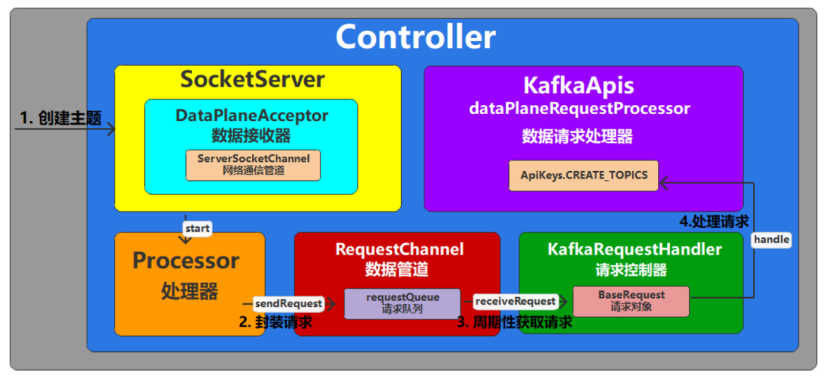 Controller
SocketServer
DataPlaneAcceptor
数据接收器
ServerSocketChannel
网络通信管道
KafkaApis
dataPlaneRequestProcessor
数据请求处理器
ApiKeys.CREATE_TOPICS
1. 创建主题
start
4.处理请求
handle
Processor
处理器
RequestChannel
数据管道
requestQueue
请求队列
KafkaRequestHandler
请求控制器
BaseRequest
请求对象
sendRequest
2. 封装请求
receiveRequest
3. 周期性获取请求